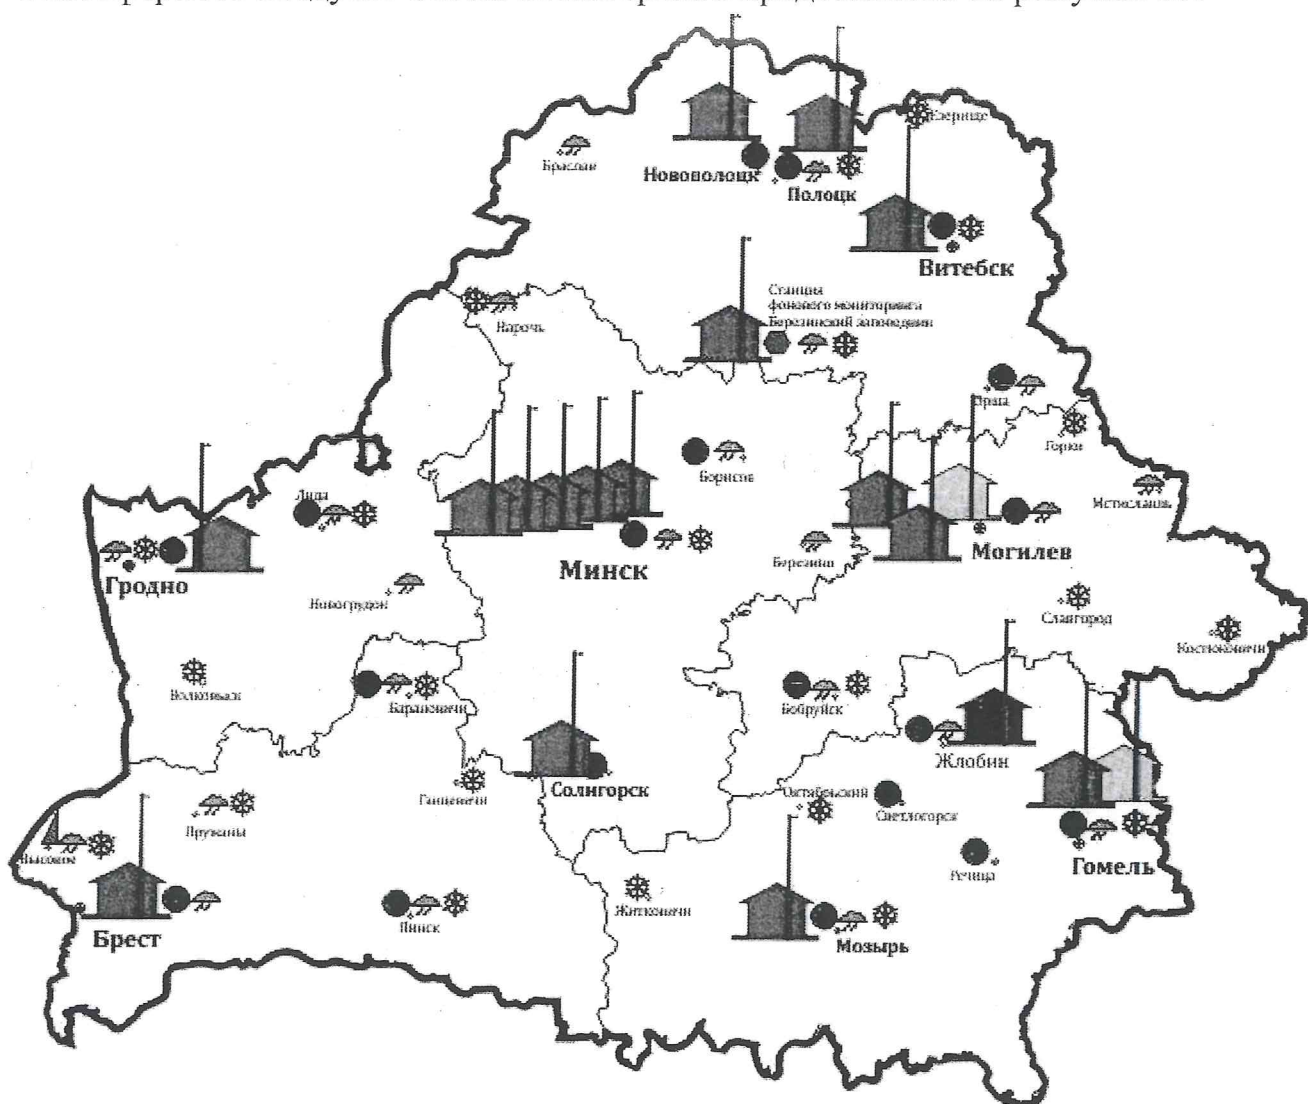 Езерище
Браслав
Новополоцк
Полоцк
Витебск
Станция
фонового мониторинга
Березинский заповедник
Нарочь
Орша
Горки
Борисов
Мстиславль
Лида
Минск
Березино
Могилев
Гродно
Новогрудок
Славгород
Костюковичи
Волковыск
Барановичи
Бобруйск
Жлобин
Ганцевичи
Солигорск
Октябрьский
Светлогорск
Пружаны
Высокое
Речица
Гомель
Житковичи
Брест
Пинск
Мозырь